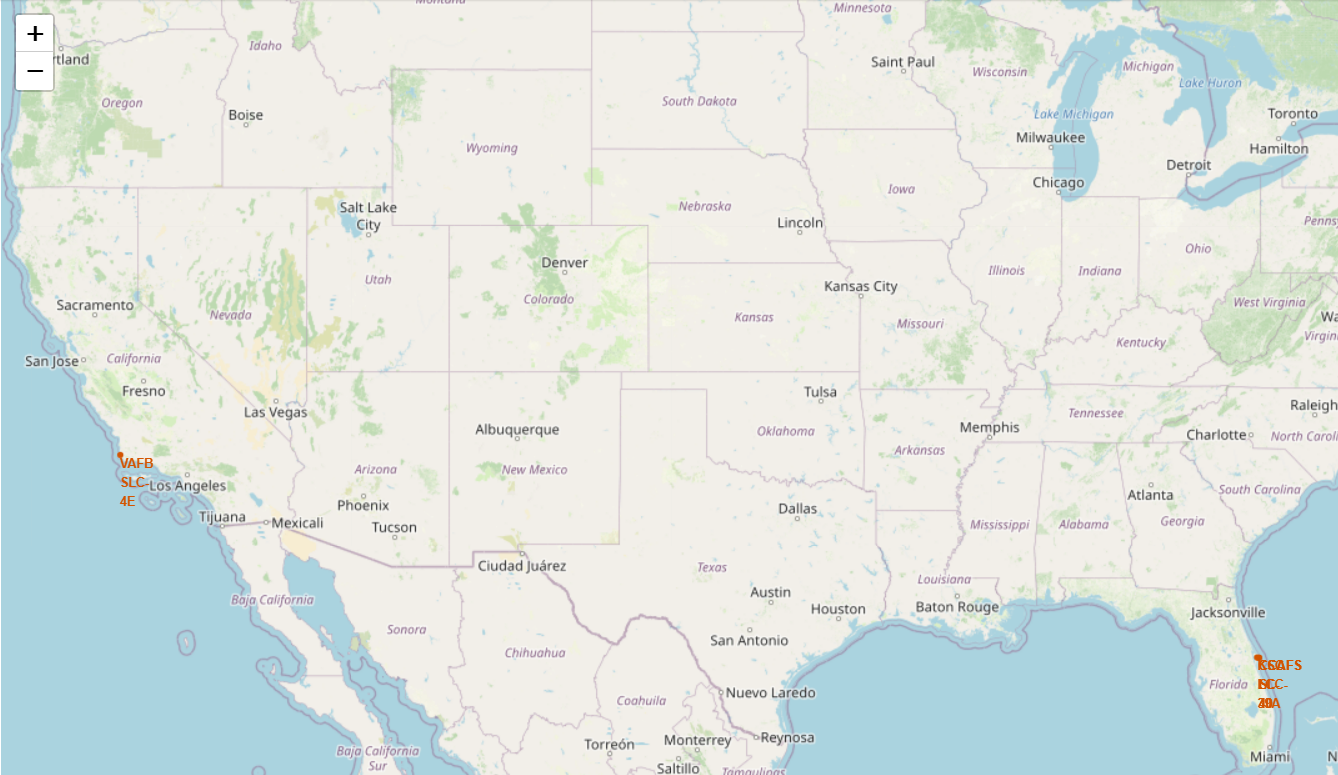 Montana
Minnesota
+
rtland
Idaho
Saint Paul
Wisconsin
Michigan
−
Lake Huron
Oregon
Boise
South Dakota
Lake Michigan
Toronto
Milwaukee
Wyoming
Hamilton
Detroit
Chicago
Iowa
Salt Lake
City
Nebraska
Lincoln
Pennsy
Ohio
Denver
Utah
Illinois
Indiana
Kansas City
Colorado
Sacramento
West Virginia
Nevada
Kansas
Missouri
Wa
Virgini
Kentucky
San Jose
California
Fresno
Las Vegas
Tulsa
Raleigh
Tennessee
Albuquerque
Oklahoma
Memphis
Charlotte
North Caroli
Arkansas
VAFB
SLC-
4E
Arizona
New Mexico
Los Angeles
South Carolina
Atlanta
Phoenix
Dallas
Tijuana
Mexicali
Tucson
Mississippi
Alabama
Georgia
Ciudad Juárez
Texas
Louisiana
Austin
Baja California
Houston
Baton Rouge
Jacksonville
Sonora
San Antonio
Chihuahua
Florida
Nuevo Laredo
Coahuila
Reynosa
Torreón
Monterrey
Baja California
Sur
Miami
N
Saltillo
Tamaulipas